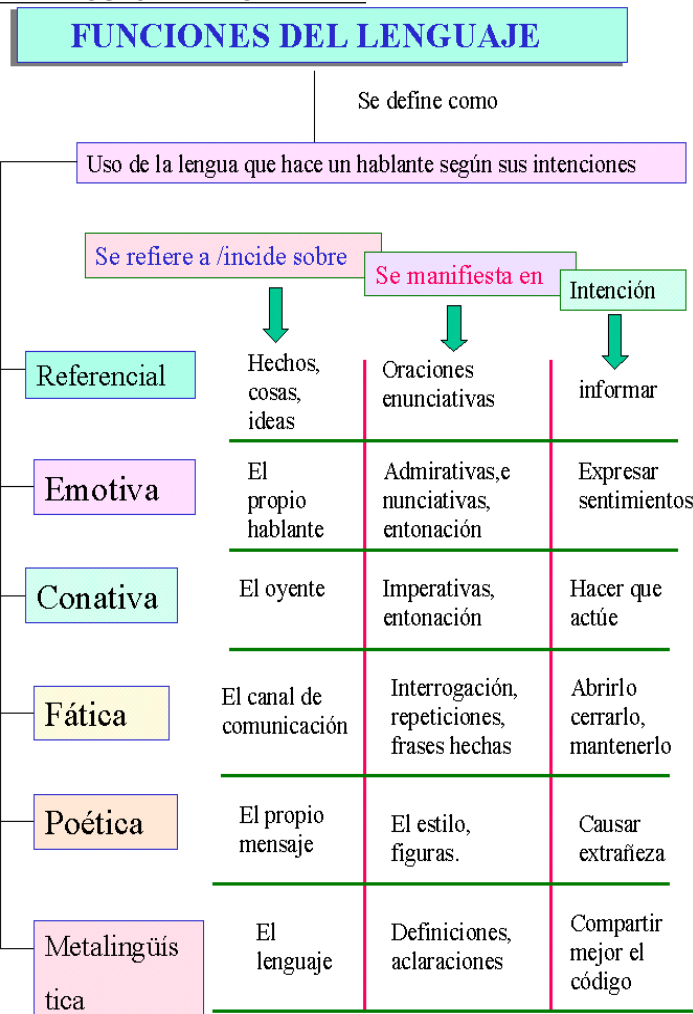 FUNCIONES DEL LENGUAJE
Se define como
Uso de la lengua que hace un hablante según sus intenciones
Se refiere a /incide sobre
Se manifiesta en
Intención
Referencial
Hechos,
cosas,
ideas
Oraciones
enunciativas
informar
Emotiva
El
propio
hablante
Admirativas,e
nunciativas,
entonación
Expresar
sentimientos
Conativa
El oyente
Imperativas,
entonación
Hacer que
actúe
Fática
El canal de
comunicación
Interrogación,
repeticiones,
frases hechas
Abrirlo
cerrarlo,
mantenerlo
Poética
El propio
mensaje
El estilo,
figuras.
Causar
extrañeza
Metalingüís
tica
El
lenguaje
Definiciones,
aclaraciones
Compartir
mejor el
código